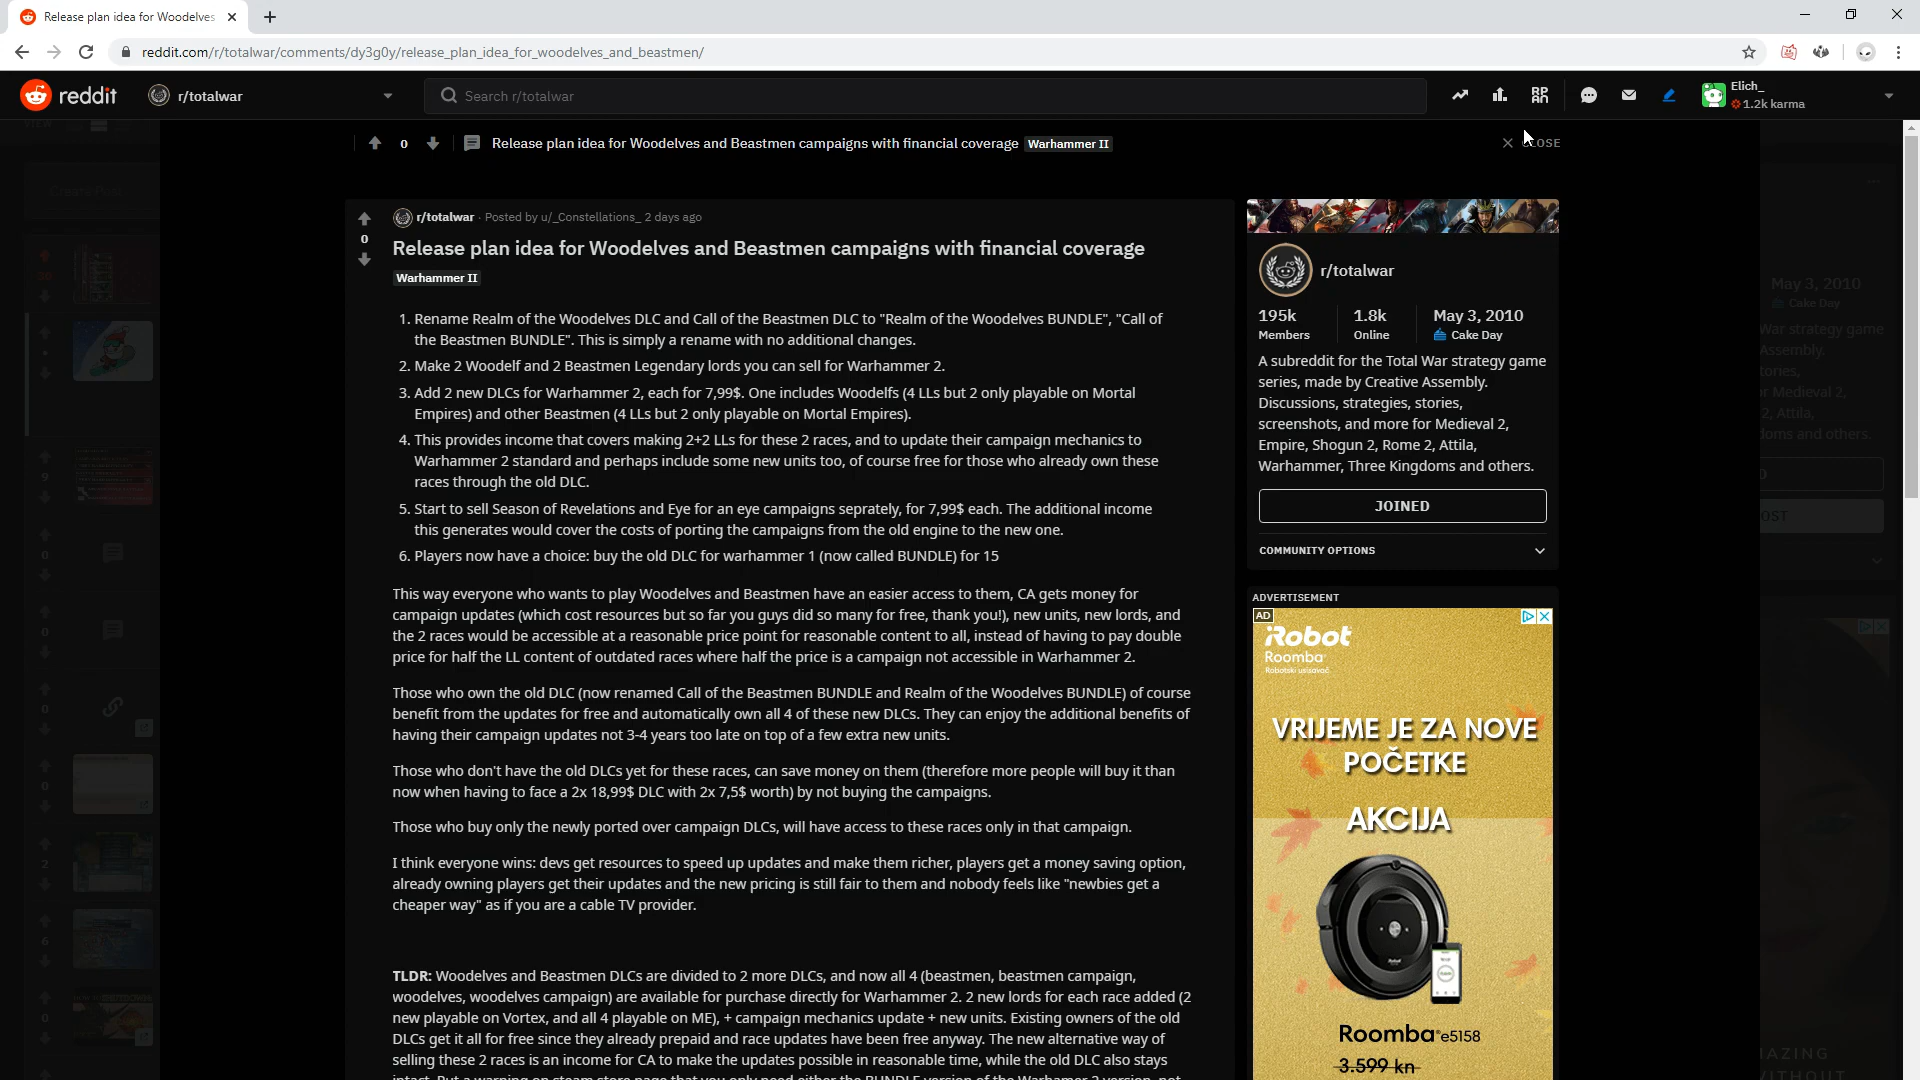 Release plan idea for Woodelves
reddit.com/r/totalwar/comments/dy3g0y/release_plan_idea_for_woodelves_and_beastmen/
reddit
r/totalwar
Search r/totalwar
Elich_
1.2k karma
VIEW
0
Release plan idea for Woodelves and Beastmen campaigns with financial coverage
Warhammer II
CLOSE
r/totalwar · Posted by u/_Constellations_ 2 days ago
0
Release plan idea for Woodelves and Beastmen campaigns with financial coverage
Warhammer II
1. Rename Realm of the Woodelves DLC and Call of the Beastmen DLC to "Realm of the Woodelves BUNDLE", "Call of
the Beastmen BUNDLE". This is simply a rename with no additional changes.
2. Make 2 Woodelf and 2 Beastmen Legendary lords you can sell for Warhammer 2.
3. Add 2 new DLCs for Warhammer 2, each for 7,99$. One includes Woodelfs (4 LLs but 2 only playable on Mortal
Empires) and other Beastmen (4 LLs but 2 only playable on Mortal Empires).
4. This provides income that covers making 2+2 LLs for these 2 races, and to update their campaign mechanics to
Warhammer 2 standard and perhaps include some new units too, of course free for those who already own these
races through the old DLC.
5. Start to sell Season of Revelations and Eye for an eye campaigns seprately, for 7,99$ each. The additional income
this generates would cover the costs of porting the campaigns from the old engine to the new one.
6. Players now have a choice: buy the old DLC for warhammer 1 (now called BUNDLE) for 15
This way everyone who wants to play Woodelves and Beastmen have an easier access to them, CA gets money for
campaign updates (which cost resources but so far you guys did so many for free, thank you!), new units, new lords, and
the 2 races would be accessible at a reasonable price point for reasonable content to all, instead of having to pay double
price for half the LL content of outdated races where half the price is a campaign not accessible in Warhammer 2.
Those who own the old DLC (now renamed Call of the Beastmen BUNDLE and Realm of the Woodelves BUNDLE) of course
benefit from the updates for free and automatically own all 4 of these new DLCs. They can enjoy the additional benefits of
having their campaign updates not 3-4 years too late on top of a few extra new units.
Those who don't have the old DLCs yet for these races, can save money on them (therefore more people will buy it than
now when having to face a 2x 18,99$ DLC with 2x 7,5$ worth) by not buying the campaigns.
Those who buy only the newly ported over campaign DLCs, will have access to these races only in that campaign.
I think everyone wins: devs get resources to speed up updates and make them richer, players get a money saving option,
already owning players get their updates and the new pricing is still fair to them and nobody feels like "newbies get a
cheaper way" as if you are a cable TV provider.
TLDR: Woodelves and Beastmen DLCs are divided to 2 more DLCs, and now all 4 (beastmen, beastmen campaign,
woodelves, woodelves campaign) are available for purchase directly for Warhammer 2. 2 new lords for each race added (2
new playable on Vortex, and all 4 playable on ME), + campaign mechanics update + new units. Existing owners of the old
DLCs get it all for free since they already prepaid and race updates have been free anyway. The new alternative way of
selling these 2 races is an income for CA to make the updates possible in reasonable time, while the old DLC also stays
r/totalwar
195k
Members
1.8k
Online
May 3, 2010
Cake Day
A subreddit for the Total War strategy game
series, made by Creative Assembly.
Discussions, strategies, stories,
screenshots, and more for Medieval 2,
Empire, Shogun 2, Rome 2, Attila,
Warhammer, Three Kingdoms and others.
JOINED
COMMUNITY OPTIONS
ADVERTISEMENT
AD
iRobot
Roomba
Robotski usisavač
VRIJEME JE ZA NOVE
POČETKE
AKCIJA
Roomba e5158
3.599 kn
May 3, 2010
Cake Day